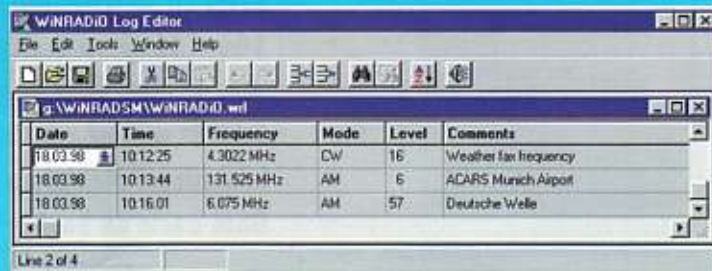 WiNRADiO Log Editor
File Edit Tools Window Help
g:\WiNRADSM\WiNRADiO.wrl
Date Time Frequency Mode Level Comments
18.03.98 10:12:25 4.3022 MHz CW 16 Weather fax frequency
18.03.98 10:13:44 131.525 MHz AM 6 ACARS Munich Airport
18.03.98 10:16:01 6.075 MHz AM 57 Deutsche Welle
Line 2 of 4